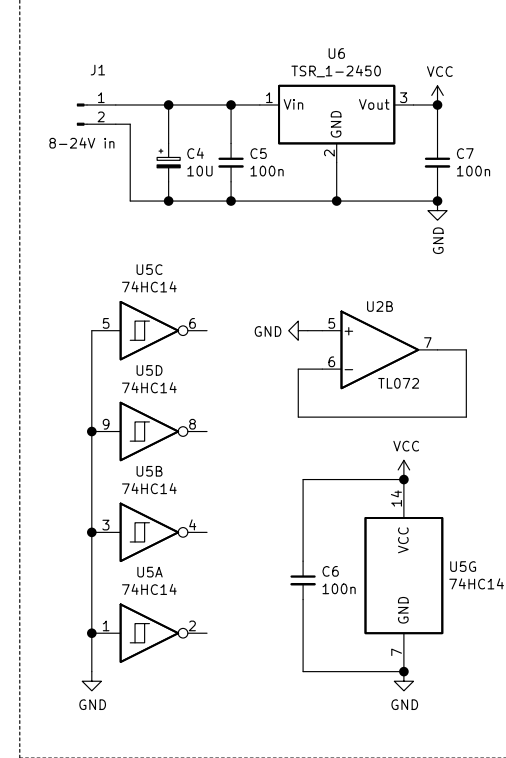 U6
TSR_1-2450
J1
VCC
1
1
Vin
Vout
3
2
GND
8-24V in
2
+
C4
10U
C5
100n
C7
100n
GND
U5C
74HC14
5
6
U2B
GND
5
+
7
6
-
TL072
U5D
74HC14
9
8
VCC
U5B
74HC14
14
3
4
VCC
U5G
74HC14
C6
100n
U5A
74HC14
GND
1
2
7
GND
GND